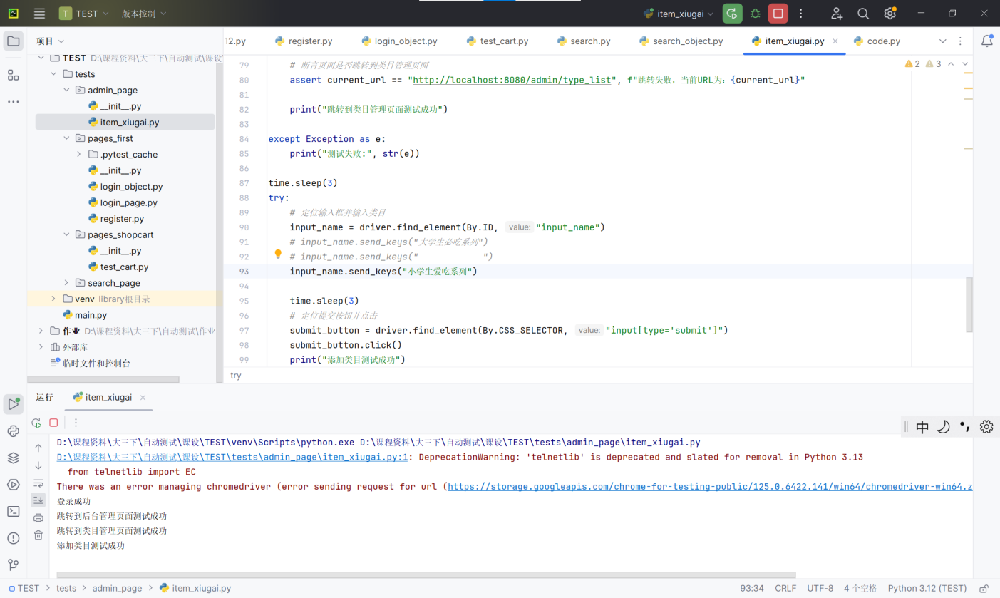 PC
T TEST 版本控制 item_xiugai
项目
12.py register.py login_object.py test_cart.py search.py search_object.py item_xiugai.py code.py
TEST D:\课程资料\大三下\自动测试\课设
tests
admin_page
__init__.py
item_xiugai.py
pages_first
.pytest_cache
__init__.py
login_object.py
login_page.py
register.py
pages_shopcart
__init__.py
test_cart.py
search_page
venv library根目录
main.py
作业 D:\课程资料\大三下\自动测试\作业
外部库
临时文件和控制台
2 3
79 # 断言页面是否跳转到类目管理页面
80 assert current_url == "http://localhost:8080/admin/type_list", f"跳转失败. 当前URL为: {current_url}"
81
82 print("跳转到类目管理页面测试成功")
83
84 except Exception as e:
85 print("测试失败:", str(e))
86
87 time.sleep(3)
88 try:
89 # 定位输入框并输入类目
90 input_name = driver.find_element(By.ID, value: "input_name")
91 # input_name.send_keys("大学生必吃系列")
92 # input_name.send_keys("             ")
93 input_name.send_keys("小学生爱吃系列")
94
95 time.sleep(3)
96 # 定位提交按钮并点击
97 submit_button = driver.find_element(By.CSS_SELECTOR, value: "input[type='submit']")
98 submit_button.click()
99 print("添加类目测试成功")
try
运行 item_xiugai
中
D:\课程资料\大三下\自动测试\课设\TEST\venv\Scripts\python.exe D:\课程资料\大三下\自动测试\课设\TEST\tests\admin_page\item_xiugai.py
D:\课程资料\大三下\自动测试\课设\TEST\tests\admin_page\item_xiugai.py:1: DeprecationWarning: 'telnetlib' is deprecated and slated for removal in Python 3.13
from telnetlib import EC
There was an error managing chromedriver (error sending request for url (https://storage.googleapis.com/chrome-for-testing-public/125.0.6422.141/win64/chromedriver-win64.z
登录成功
跳转到后台管理页面测试成功
跳转到类目管理页面测试成功
添加类目测试成功
TEST > tests > admin_page > item_xiugai.py 93:34 CRLF UTF-8 4 个空格 Python 3.12 (TEST)